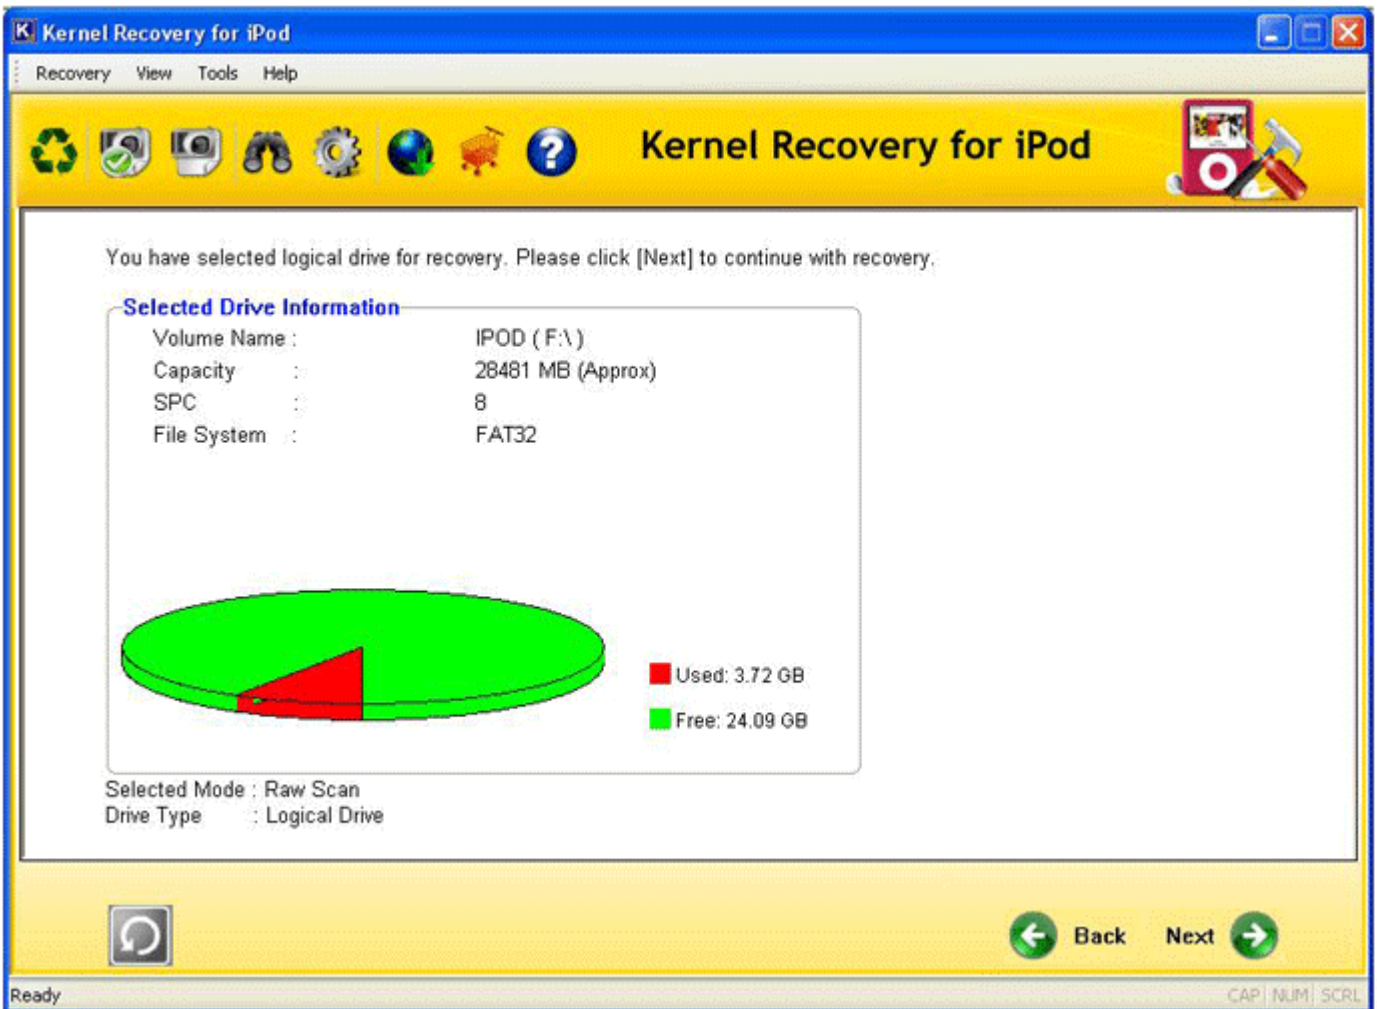 Kernel Recovery for iPod
Recovery View Tools Help
Kernel Recovery for iPod
You have selected logical drive for recovery. Please click [Next] to continue with recovery.
Selected Drive Information
Volume Name : IPOD ( F:\ )
Capacity : 28481 MB (Approx)
SPC : 8
File System : FAT32
Used: 3.72 GB
Free: 24.09 GB
Selected Mode : Raw Scan
Drive Type : Logical Drive
Back Next
Ready CAP NUM SCRL